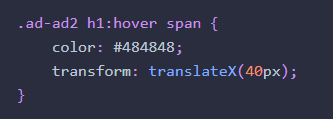 .ad-ad2 h1:hover span {
    color: #484848;
    transform: translateX(40px);
}